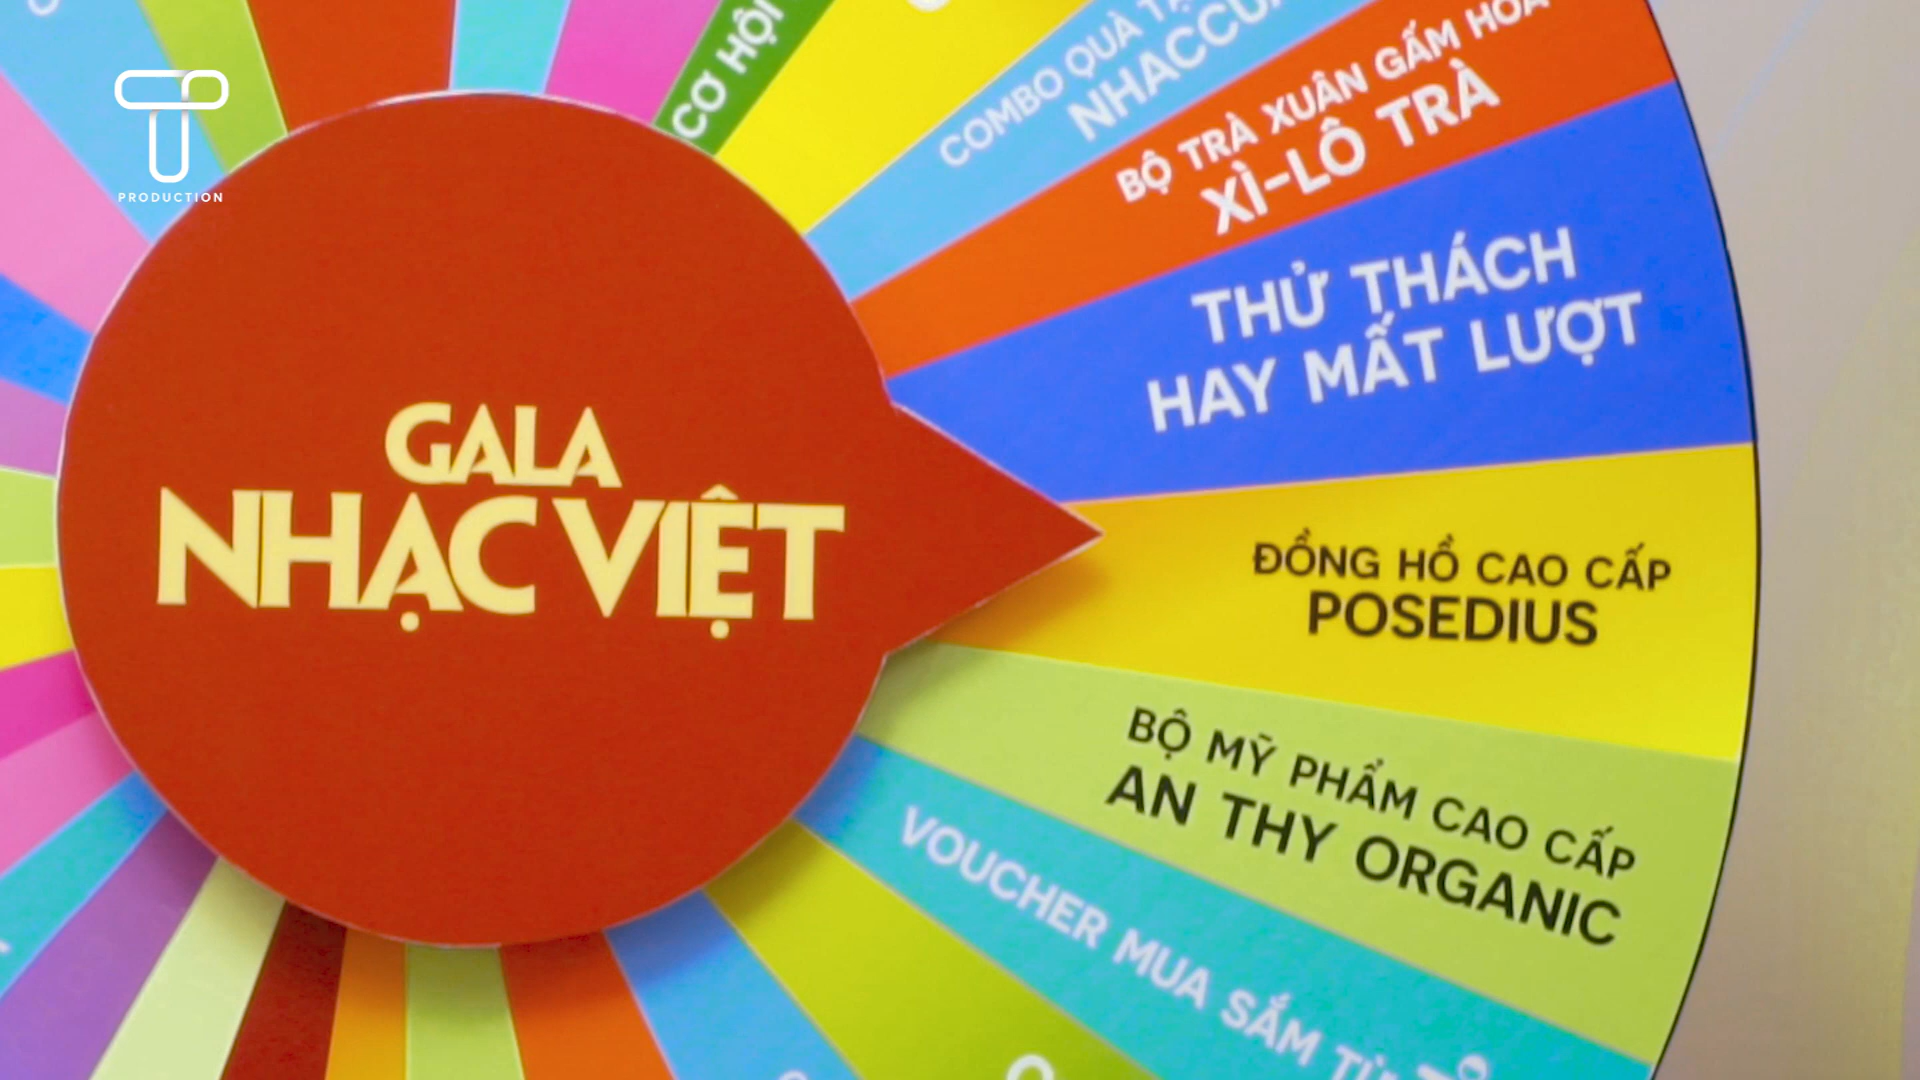 PRODUCTION
GALA
NHẠC VIỆT
CƠ HỘI
COMBO QUÀ
BỘ TRÀ XUÂN GẤM HOA
XÌ-LÔ TRÀ
THỬ THÁCH
HAY MẤT LƯỢT
ĐỒNG HỒ CAO CẤP
POSEDIUS
BỘ MỸ PHẨM CAO CẤP
AN THY ORGANIC
VOUCHER MUA SẮM TỪ